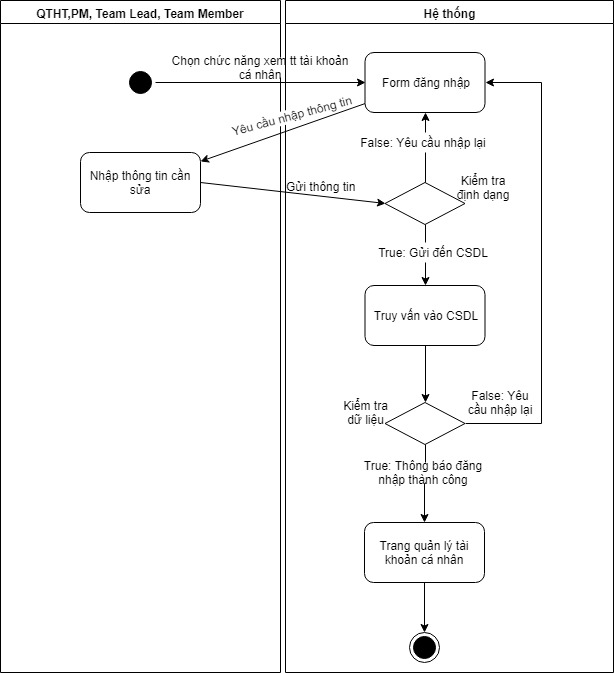 QTHT,PM, Team Lead, Team Member
Hệ thống
Chọn chức năng xem tt tài khoản
cá nhân
Form đăng nhập
Yêu cầu nhập thông tin
False: Yêu cầu nhập lại
Nhập thông tin cần
sửa
Gửi thông tin
Kiểm tra
định dạng
True: Gửi đến CSDL
Truy vấn vào CSDL
Kiểm tra
dữ liệu
False: Yêu
cầu nhập lại
True: Thông báo đăng
nhập thành công
Trang quản lý tài
khoản cá nhân